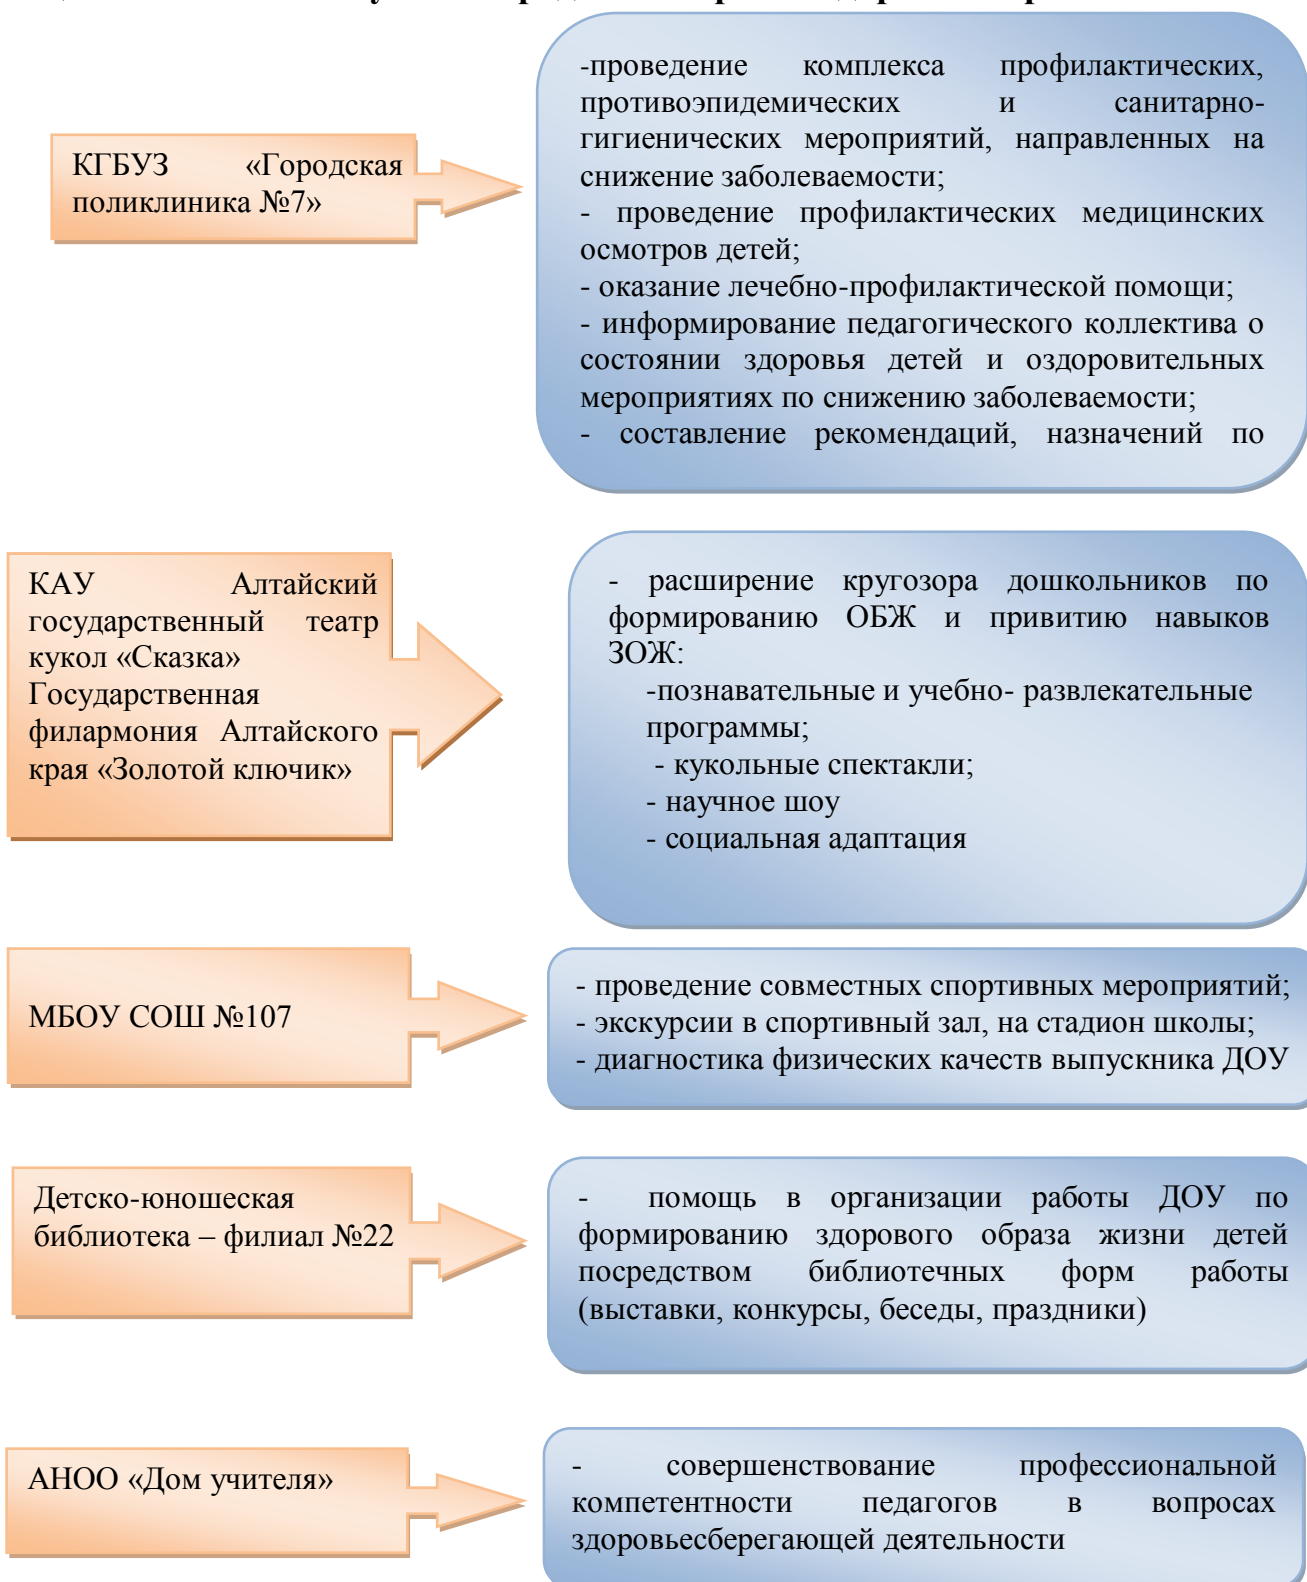 КГБУЗ «Городская
поликлиника №7»
-проведение комплекса профилактических,
противоэпидемических и санитарно-
гигиенических мероприятий, направленных на
снижение заболеваемости;
- проведение профилактических медицинских
осмотров детей;
- оказание лечебно-профилактической помощи;
- информирование педагогического коллектива о
состоянии здоровья детей и оздоровительных
мероприятиях по снижению заболеваемости;
- составление рекомендаций, назначений по
КАУ Алтайский
государственный театр
кукол «Сказка»
Государственная
филармония Алтайского
края «Золотой ключик»
- расширение кругозора дошкольников по
формированию ОБЖ и привитию навыков
ЗОЖ:
-познавательные и учебно- развлекательные
программы;
- кукольные спектакли;
- научное шоу
- социальная адаптация
МБОУ СОШ №107
- проведение совместных спортивных мероприятий;
- экскурсии в спортивный зал, на стадион школы;
- диагностика физических качеств выпускника ДОУ
Детско-юношеская
библиотека – филиал №22
- помощь в организации работы ДОУ по
формированию здорового образа жизни детей
посредством библиотечных форм работы
(выставки, конкурсы, беседы, праздники)
АНОО «Дом учителя»
- совершенствование профессиональной
компетентности педагогов в вопросах
здоровьесберегающей деятельности